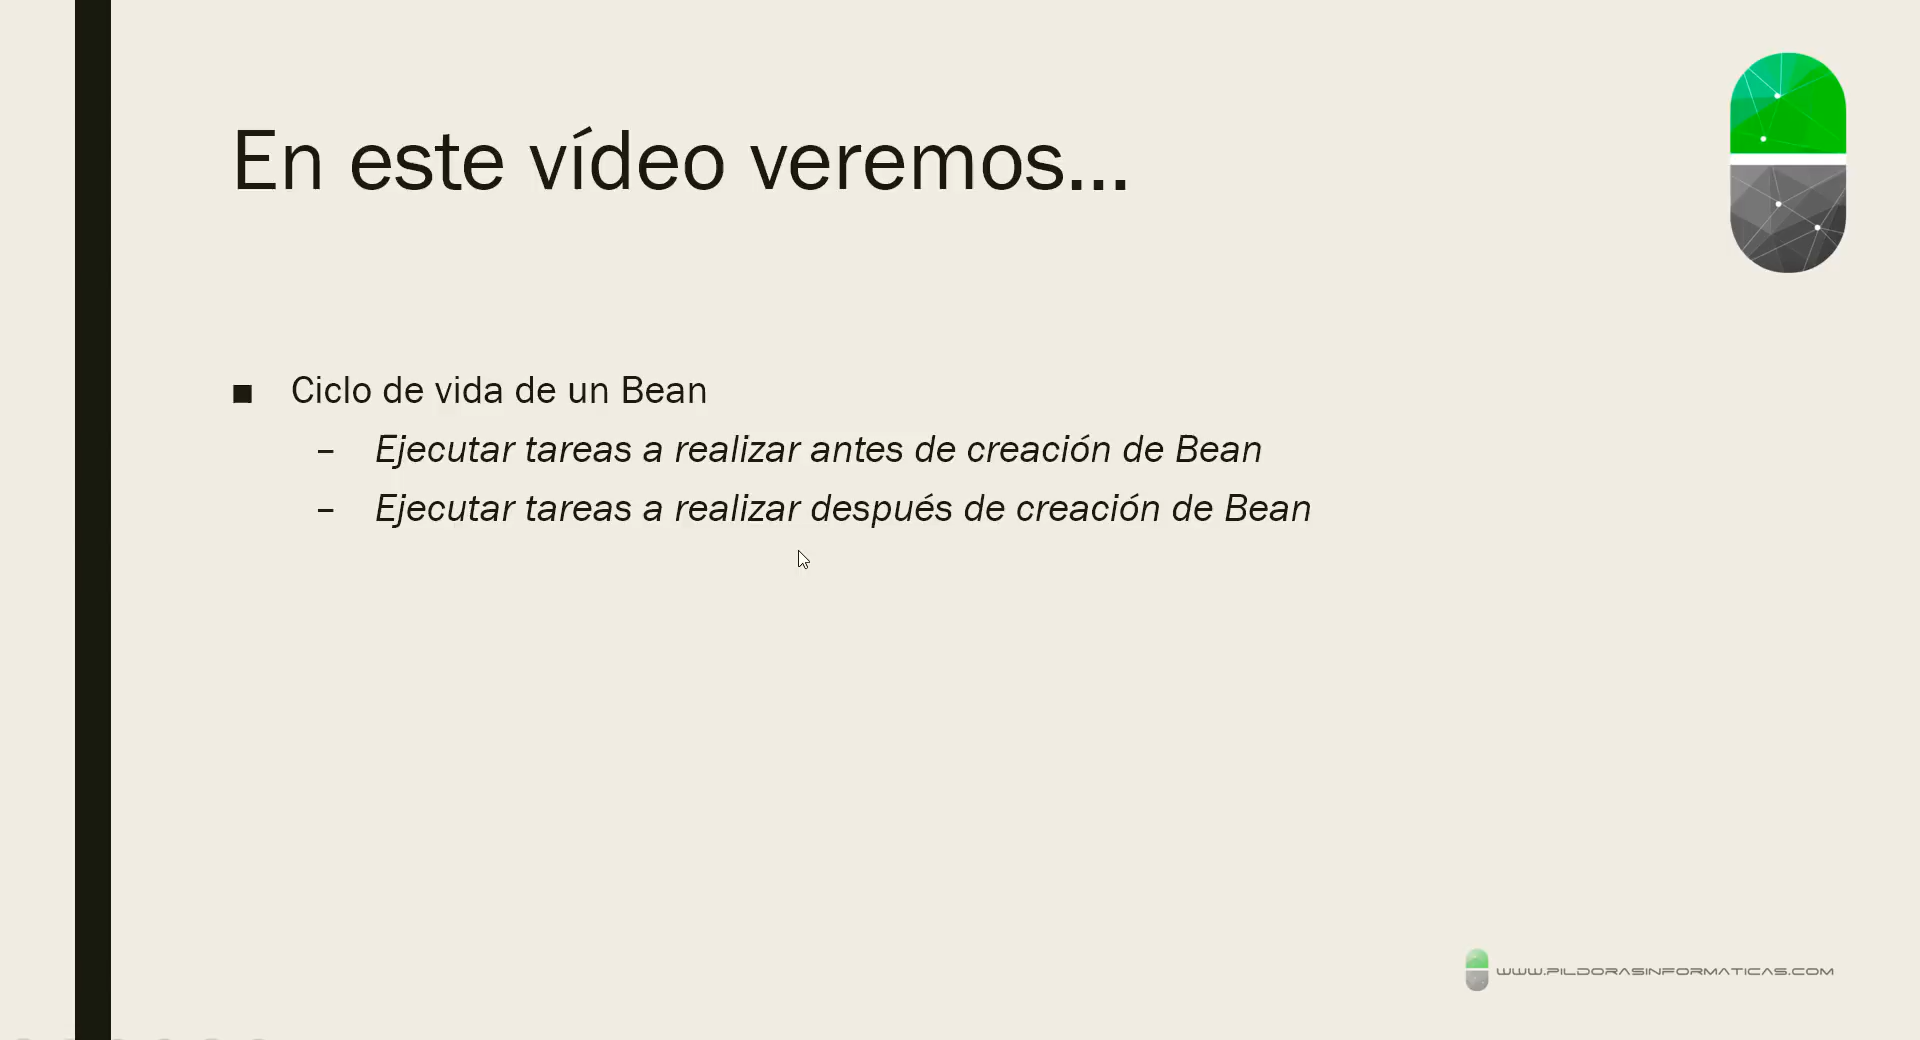 En este vídeo veremos...
■ Ciclo de vida de un Bean
– Ejecutar tareas a realizar antes de creación de Bean
– Ejecutar tareas a realizar después de creación de Bean
WWW.PILDORASINFORMATICAS.COM